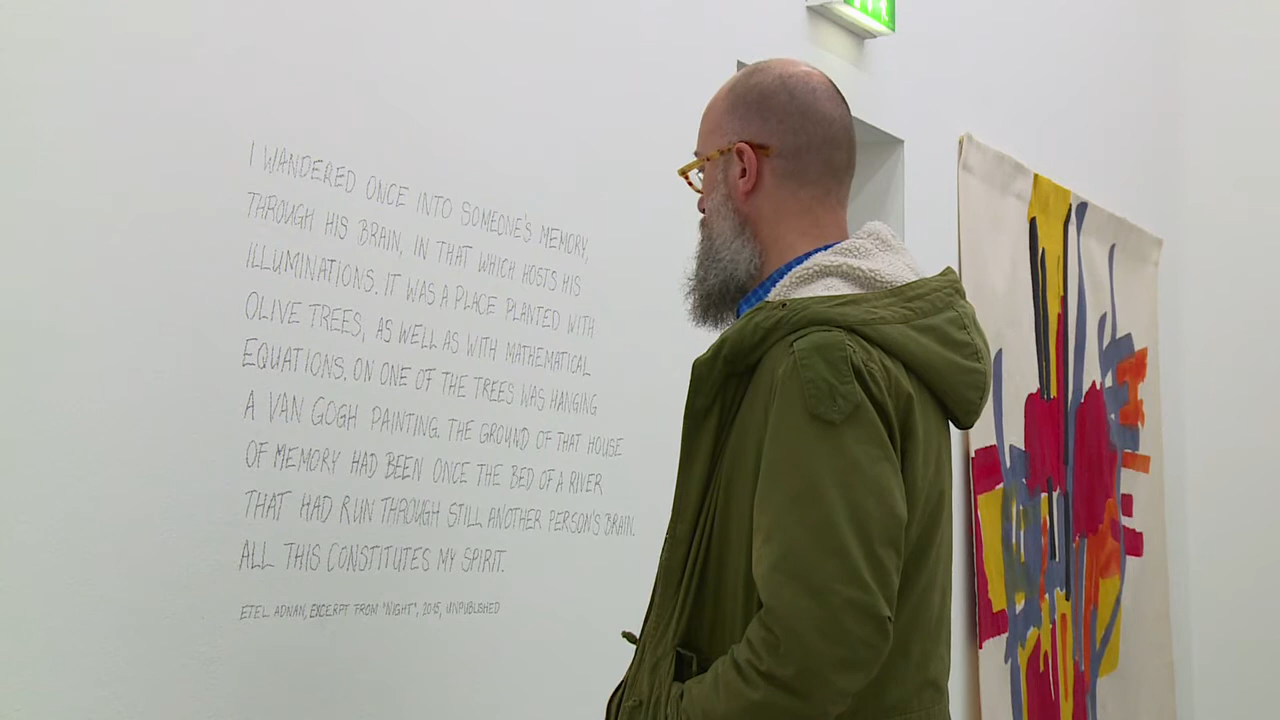 I WANDERED ONCE INTO SOMEONE'S MEMORY,
THROUGH HIS BRAIN, IN THAT WHICH HOSTS HIS
ILLUMINATIONS. IT WAS A PLACE PLANTED WITH
OLIVE TREES, AS WELL AS WITH MATHEMATICAL
EQUATIONS. ON ONE OF THE TREES WAS HANGING
A VAN GOGH PAINTING. THE GROUND OF THAT HOUSE
OF MEMORY HAD BEEN ONCE THE BED OF A RIVER
THAT HAD RUN THROUGH STILL ANOTHER PERSON'S BRAIN.
ALL THIS CONSTITUTES MY SPIRIT.
ETEL ADNAN, EXCERPT FROM "NIGHT", 2015, UNPUBLISHED